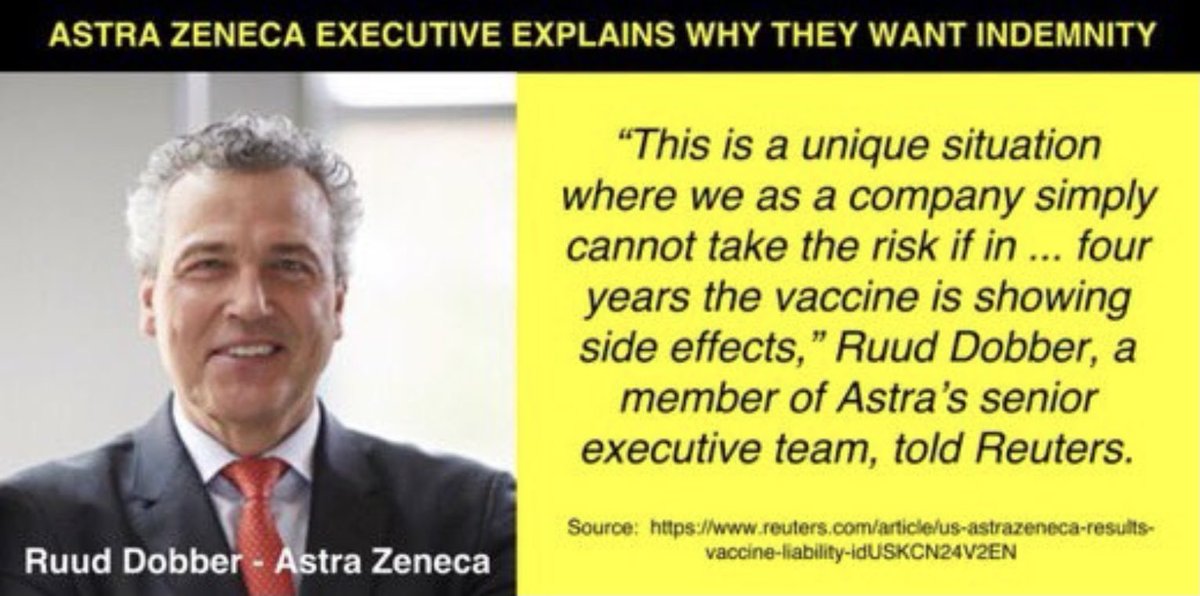 ASTRA ZENECA EXECUTIVE EXPLAINS WHY THEY WANT INDEMNITY
“This is a unique situation
where we as a company simply
cannot take the risk if in ... four
years the vaccine is showing
side effects,” Ruud Dobber, a
member of Astra’s senior
executive team, told Reuters.
Source: https://www.reuters.com/article/us-astrazeneca-results-
vaccine-liability-idUSKCN24V2EN
Ruud Dobber - Astra Zeneca